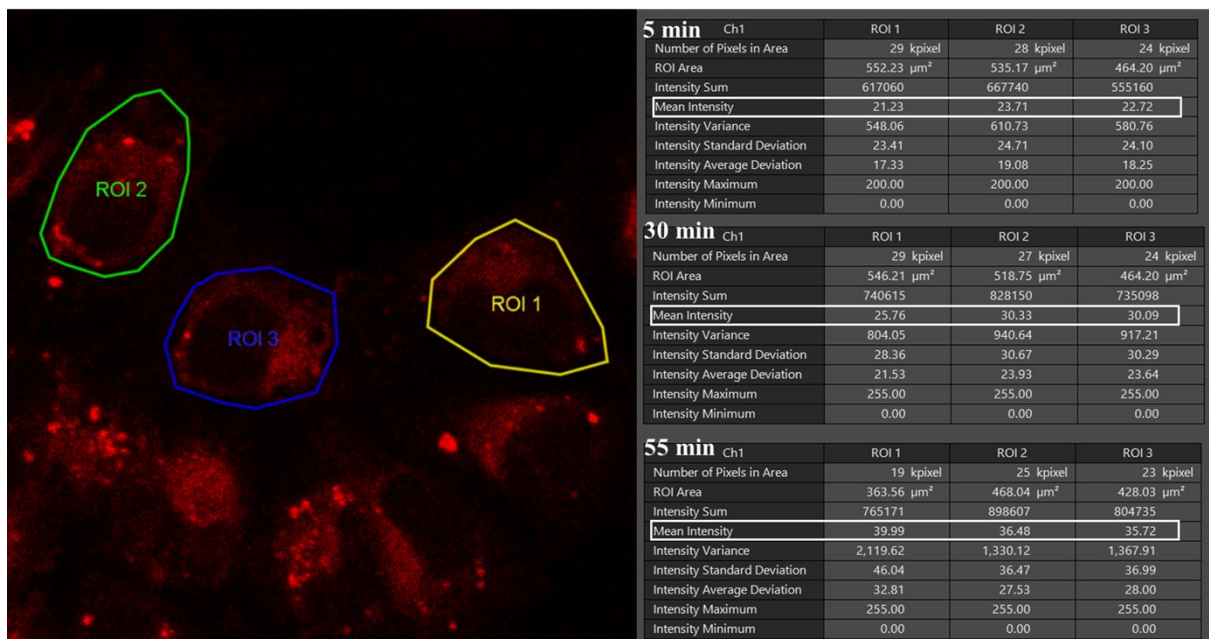 ROI 2
ROI 1
ROI 3
5 min Ch1 ROI 1 ROI 2 ROI 3
Number of Pixels in Area 29 kpixel 28 kpixel 24 kpixel
ROI Area 552.23 µm² 535.17 µm² 464.20 µm²
Intensity Sum 617060 667740 555160
Mean Intensity 21.23 23.71 22.72
Intensity Variance 548.06 610.73 580.76
Intensity Standard Deviation 23.41 24.71 24.10
Intensity Average Deviation 17.33 19.08 18.25
Intensity Maximum 200.00 200.00 200.00
Intensity Minimum 0.00 0.00 0.00
30 min Ch1 ROI 1 ROI 2 ROI 3
Number of Pixels in Area 29 kpixel 27 kpixel 24 kpixel
ROI Area 546.21 µm² 518.75 µm² 464.20 µm²
Intensity Sum 740615 828150 735098
Mean Intensity 25.76 30.33 30.09
Intensity Variance 804.05 940.64 917.21
Intensity Standard Deviation 28.36 30.67 30.29
Intensity Average Deviation 21.53 23.93 23.64
Intensity Maximum 255.00 255.00 255.00
Intensity Minimum 0.00 0.00 0.00
55 min Ch1 ROI 1 ROI 2 ROI 3
Number of Pixels in Area 19 kpixel 25 kpixel 23 kpixel
ROI Area 363.56 µm² 468.04 µm² 428.03 µm²
Intensity Sum 765171 898607 804735
Mean Intensity 39.99 36.48 35.72
Intensity Variance 2,119.62 1,330.12 1,367.91
Intensity Standard Deviation 46.04 36.47 36.99
Intensity Average Deviation 32.81 27.53 28.00
Intensity Maximum 255.00 255.00 255.00
Intensity Minimum 0.00 0.00 0.00